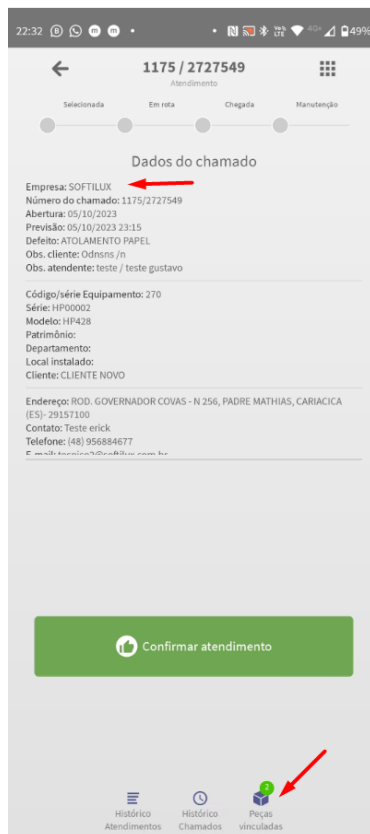 22:32
4G+
49%
1175 / 2727549
Atendimento
Selecionada Em rota Chegada Manutenção
Dados do chamado
Empresa: SOFTILUX
Número do chamado: 1175/2727549
Abertura: 05/10/2023
Previsão: 05/10/2023 23:15
Defeito: ATOLAMENTO PAPEL
Obs. cliente: Odnsns /n
Obs. atendente: teste / teste gustavo
Código/série Equipamento: 270
Série: HP00002
Modelo: HP428
Patrimônio:
Departamento:
Local instalado:
Cliente: CLIENTE NOVO
Endereço: ROD. GOVERNADOR COVAS - N 256, PADRE MATHIAS, CARIACICA
(ES)- 29157100
Contato: Teste erick
Telefone: (48) 956884677
Confirmar atendimento
2
Histórico Atendimentos
Histórico Chamados
Peças vinculadas